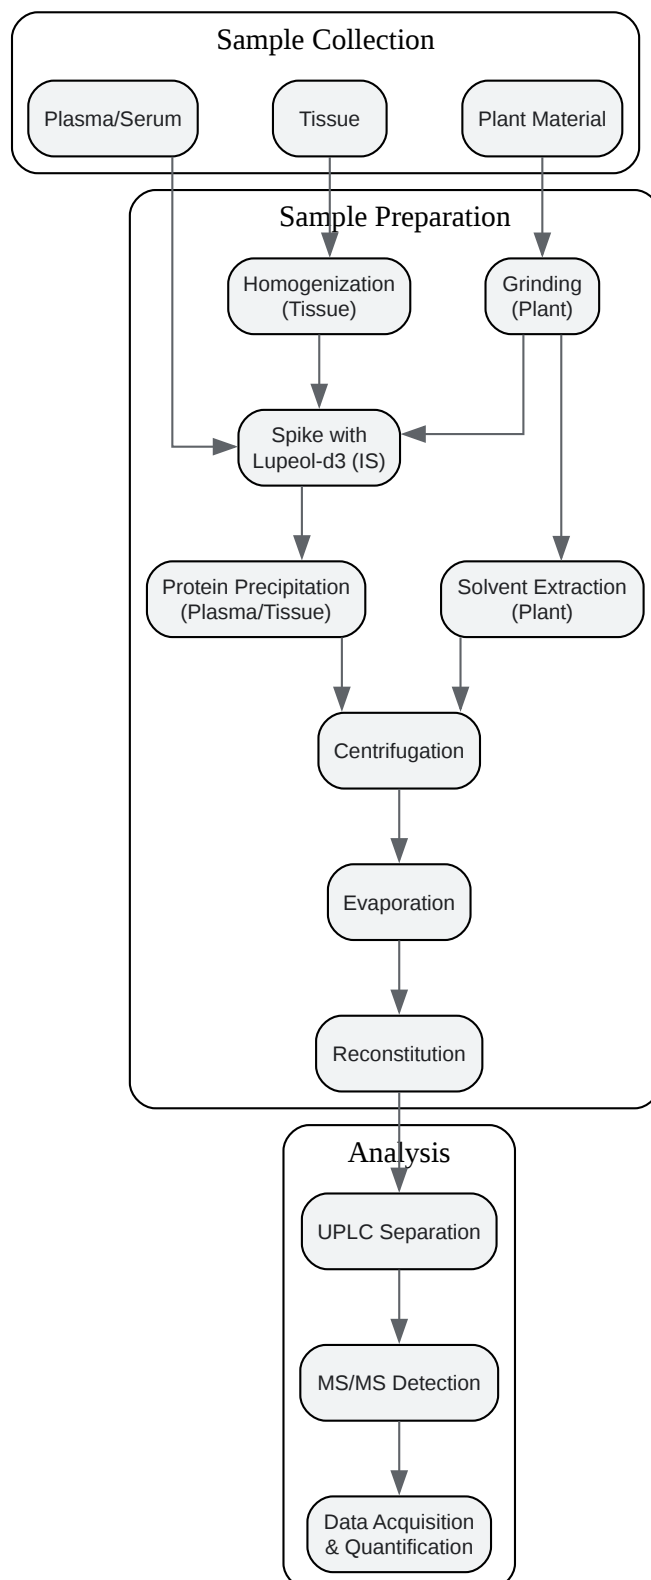 Sample Collection
Plasma/Serum
Tissue
Plant Material
Sample Preparation
Homogenization
(Tissue)
Grinding
(Plant)
Spike with
Lupeol-d3 (IS)
Protein Precipitation
(Plasma/Tissue)
Solvent Extraction
(Plant)
Centrifugation
Evaporation
Reconstitution
Analysis
UPLC Separation
MS/MS Detection
Data Acquisition
& Quantification